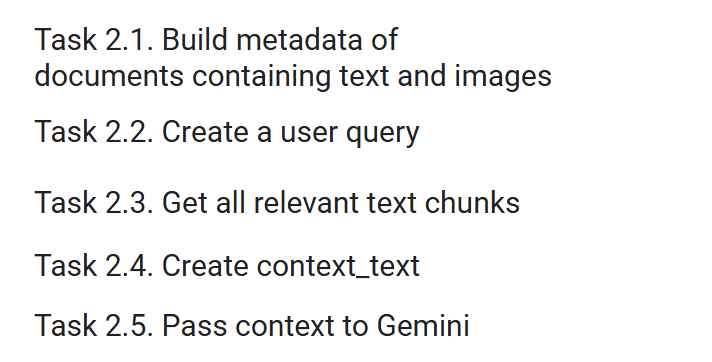 Task 2.1. Build metadata of
documents containing text and images
Task 2.2. Create a user query
Task 2.3. Get all relevant text chunks
Task 2.4. Create context_text
Task 2.5. Pass context to Gemini